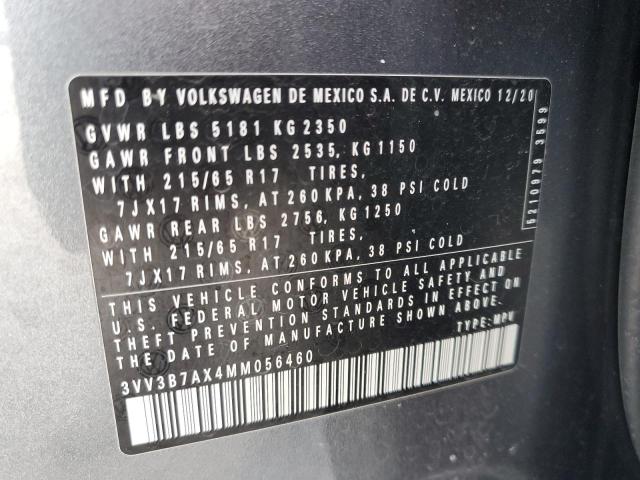 MFD BY VOLKSWAGEN DE MEXICO S.A. DE C.V. MEXICO 12/20
GVWR LBS 5181 KG 2350
GAWR FRONT LBS 2535, KG 1150
WITH 215/65 R17 TIRES,
7JX17 RIMS, AT 260 KPA, 38 PSI COLD
GAWR REAR LBS 2756, KG 1250
WITH 215/65 R17 TIRES,
7JX17 RIMS, AT 260 KPA, 38 PSI COLD
THIS VEHICLE CONFORMS TO ALL APPLICABLE
U.S. FEDERAL MOTOR VEHICLE SAFETY AND
THEFT PREVENTION STANDARDS IN EFFECT ON
THE DATE OF MANUFACTURE SHOWN ABOVE.
TYPE: MPV
3VV3B7AX4MM056460
5210979 3599